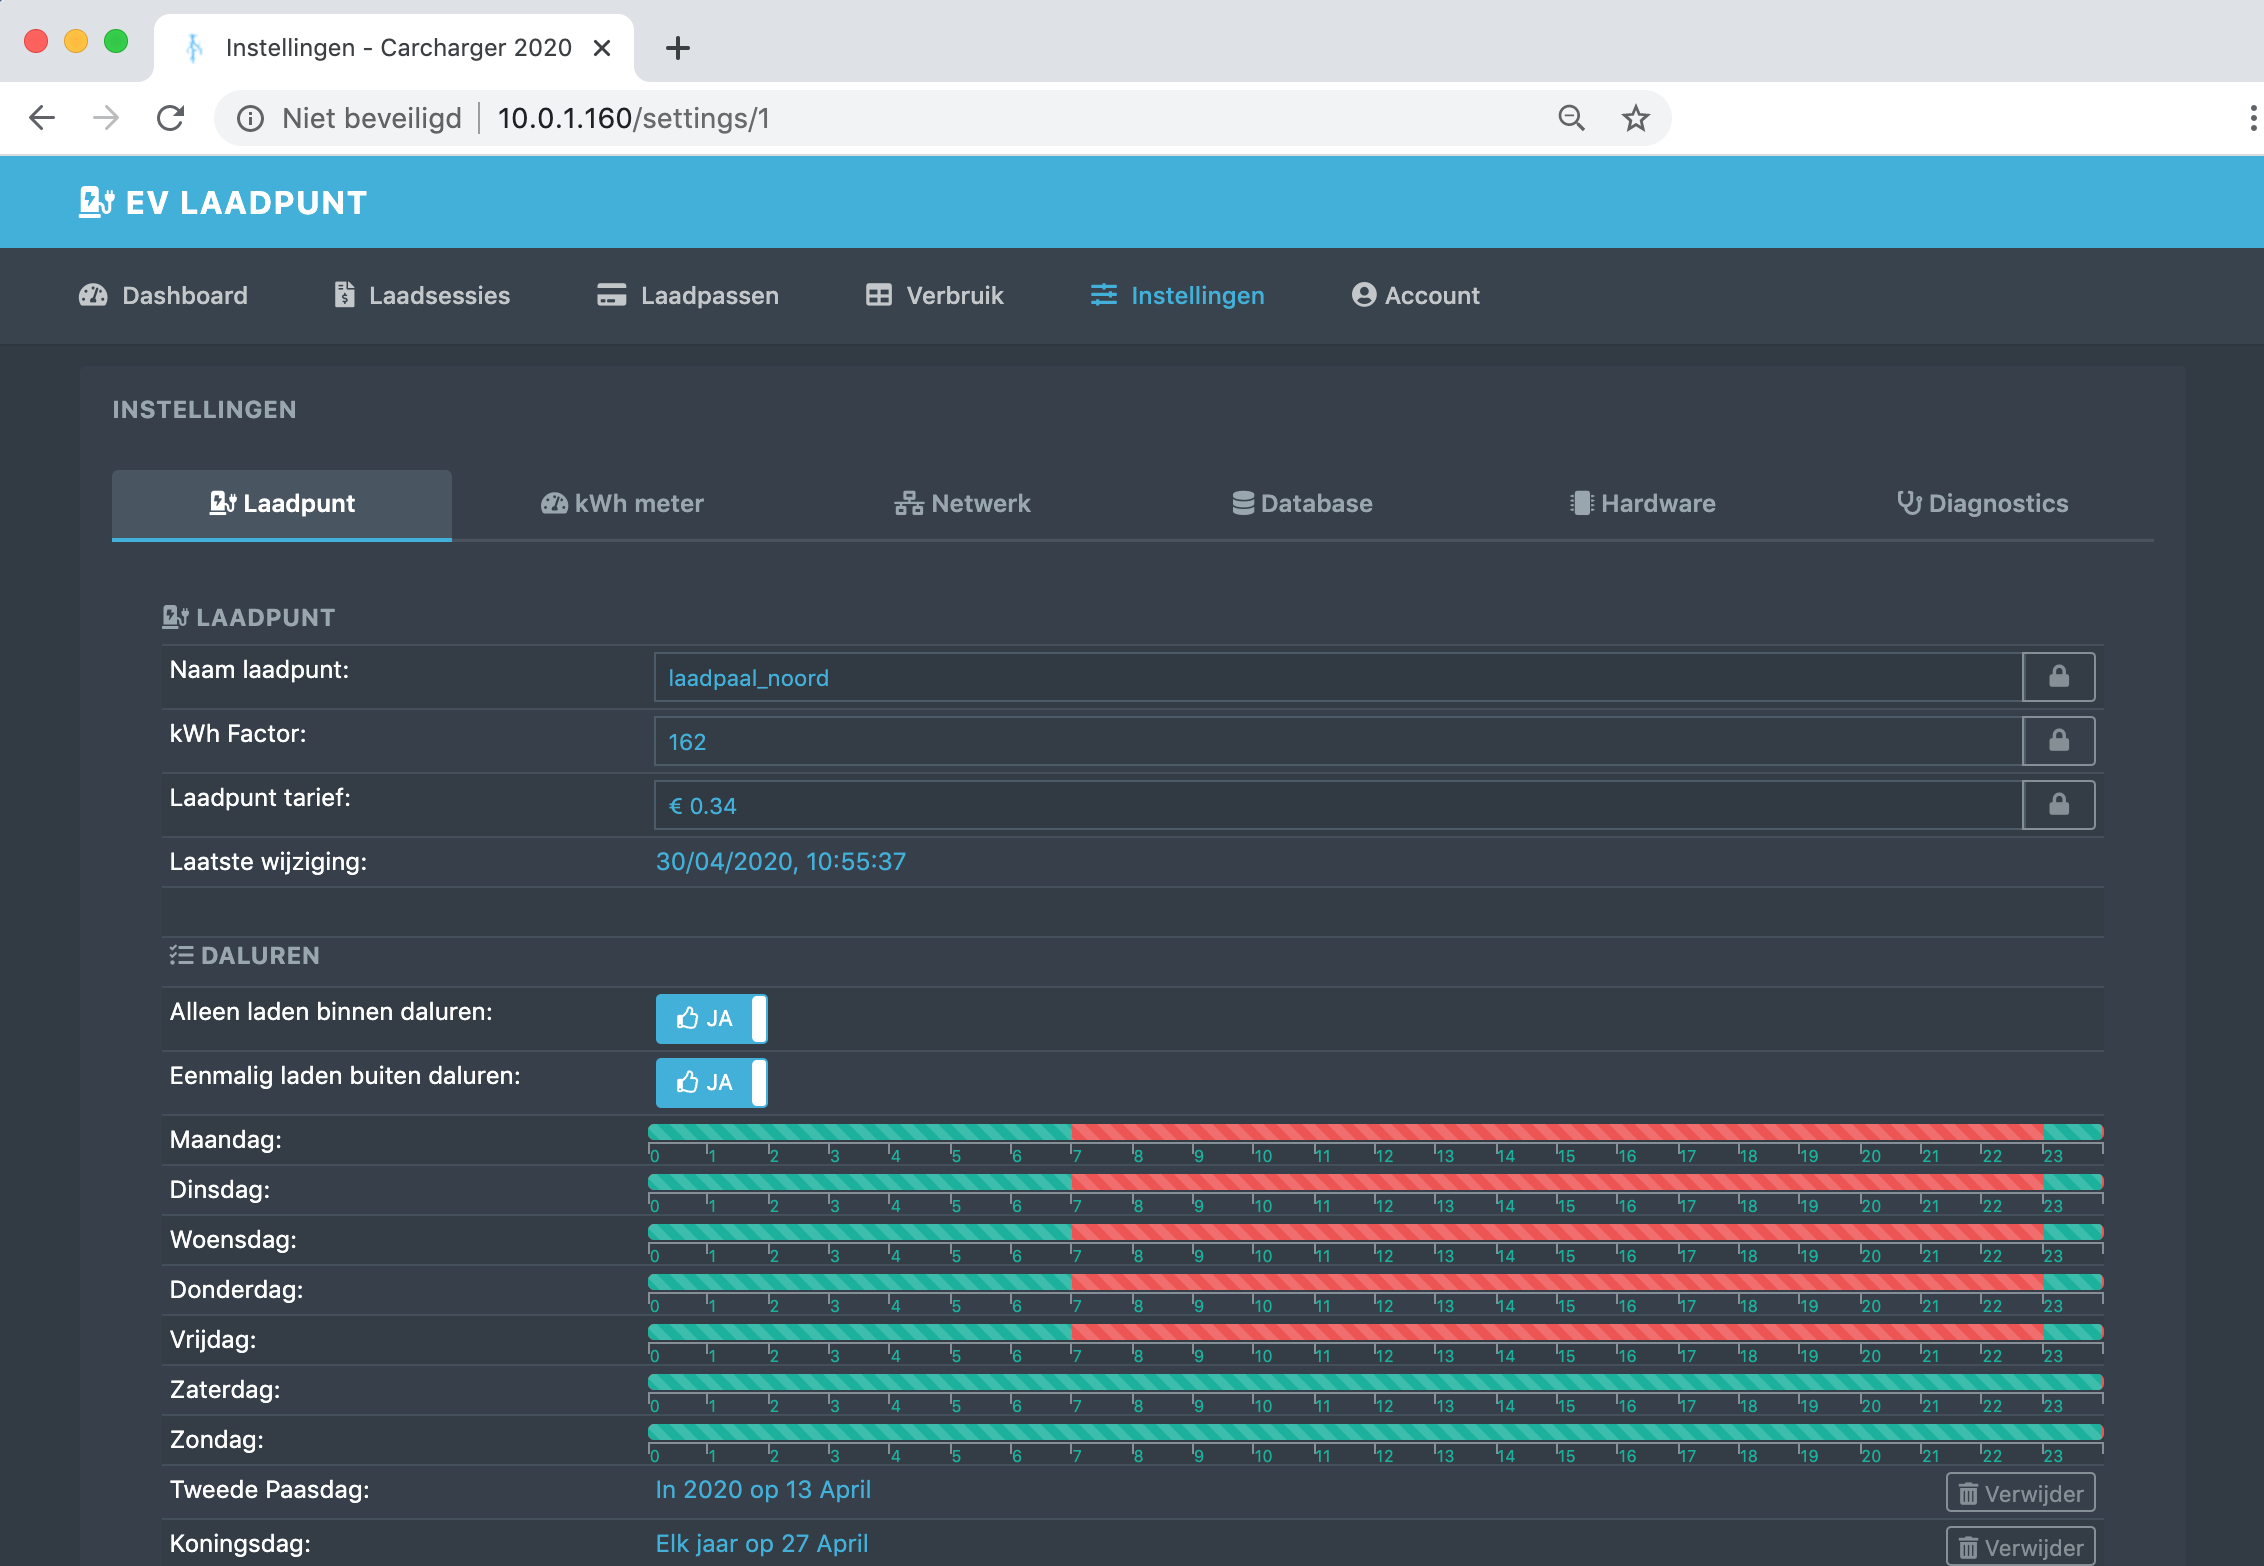 Instellingen - Carcharger 2020
Niet beveiligd | 10.0.1.160/settings/1
EV LAADPUNT
Dashboard Laadsessies Laadpassen Verbruik Instellingen Account
INSTELLINGEN
Laadpunt kWh meter Netwerk Database Hardware Diagnostics
LAADPUNT
Naam laadpunt: laadpaal_noord
kWh Factor: 162
Laadpunt tarief: € 0.34
Laatste wijziging: 30/04/2020, 10:55:37
DALUREN
Alleen laden binnen daluren: JA
Eenmalig laden buiten daluren: JA
Maandag: 0 1 2 3 4 5 6 7 8 9 10 11 12 13 14 15 16 17 18 19 20 21 22 23
Dinsdag: 0 1 2 3 4 5 6 7 8 9 10 11 12 13 14 15 16 17 18 19 20 21 22 23
Woensdag: 0 1 2 3 4 5 6 7 8 9 10 11 12 13 14 15 16 17 18 19 20 21 22 23
Donderdag: 0 1 2 3 4 5 6 7 8 9 10 11 12 13 14 15 16 17 18 19 20 21 22 23
Vrijdag: 0 1 2 3 4 5 6 7 8 9 10 11 12 13 14 15 16 17 18 19 20 21 22 23
Zaterdag: 0 1 2 3 4 5 6 7 8 9 10 11 12 13 14 15 16 17 18 19 20 21 22 23
Zondag: 0 1 2 3 4 5 6 7 8 9 10 11 12 13 14 15 16 17 18 19 20 21 22 23
Tweede Paasdag: In 2020 op 13 April Verwijder
Koningsdag: Elk jaar op 27 April Verwijder